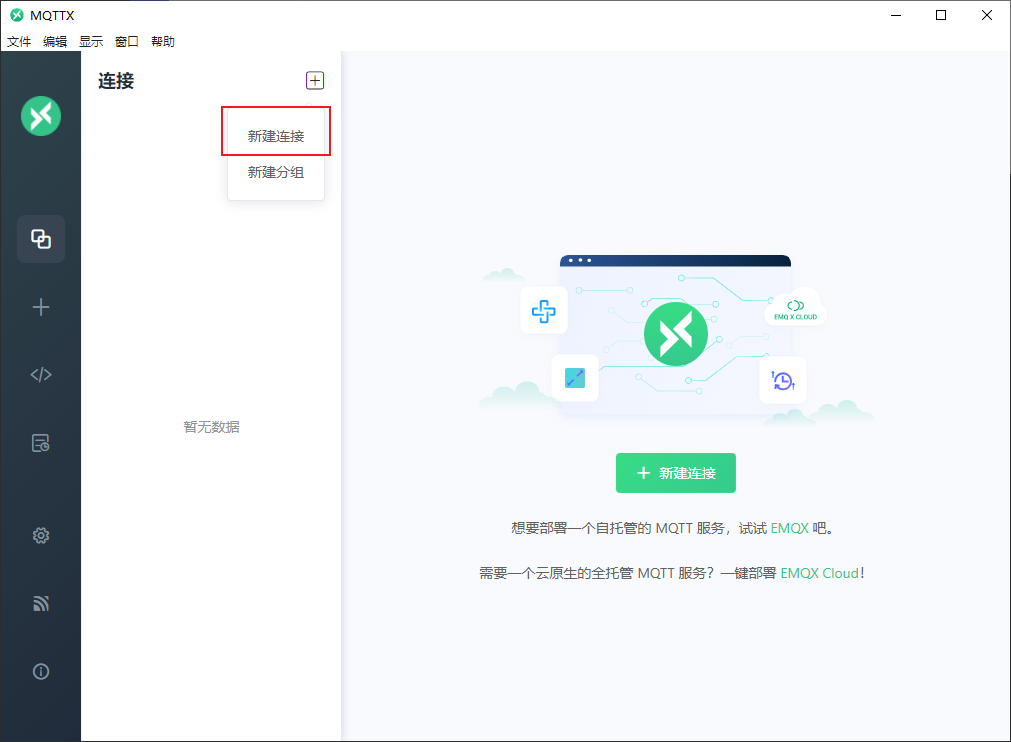 MQTTX
文件 编辑 显示 窗口 帮助
连接
新建连接
新建分组
暂无数据
EMQ X CLOUD
新建连接
想要部署一个自托管的 MQTT 服务，试试 EMQX 吧。
需要一个云原生的全托管 MQTT 服务？一键部署 EMQX Cloud！